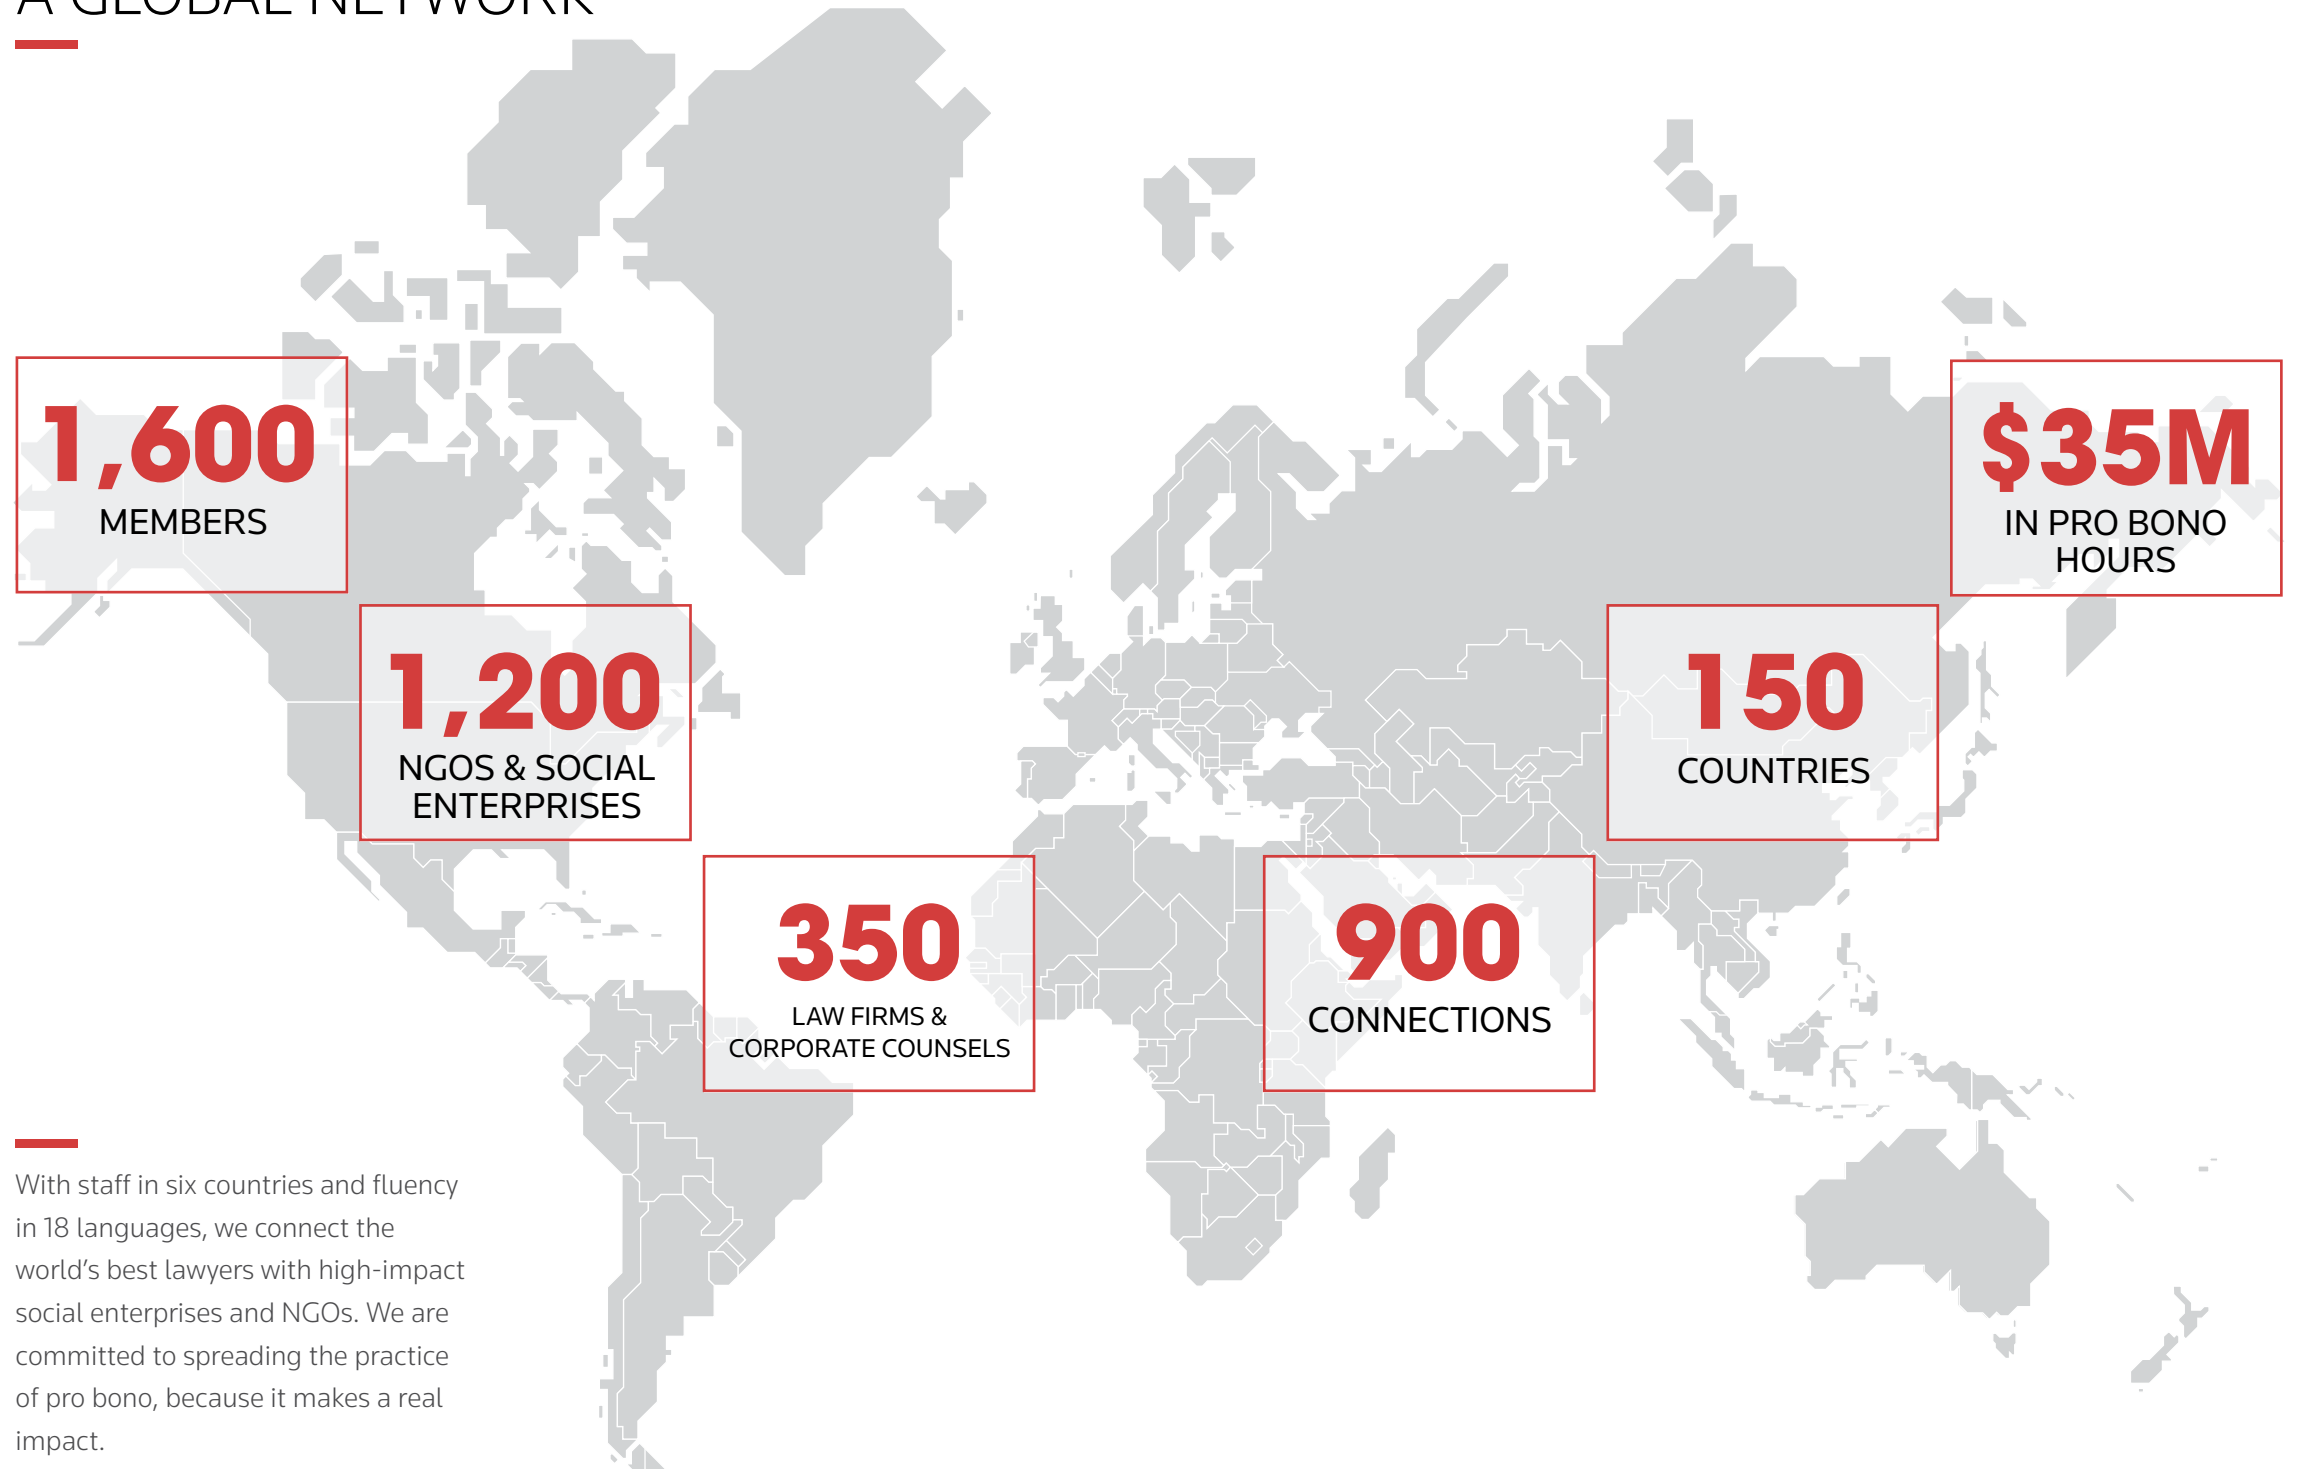 A GLOBAL NETWORK
1,600
MEMBERS
$35M
IN PRO BONO
HOURS
1,200
NGOS & SOCIAL
ENTERPRISES
150
COUNTRIES
350
LAW FIRMS &
CORPORATE COUNSELS
900
CONNECTIONS
With staff in six countries and fluency
in 18 languages, we connect the
world's best lawyers with high-impact
social enterprises and NGOs. We are
committed to spreading the practice
of pro bono, because it makes a real
impact.